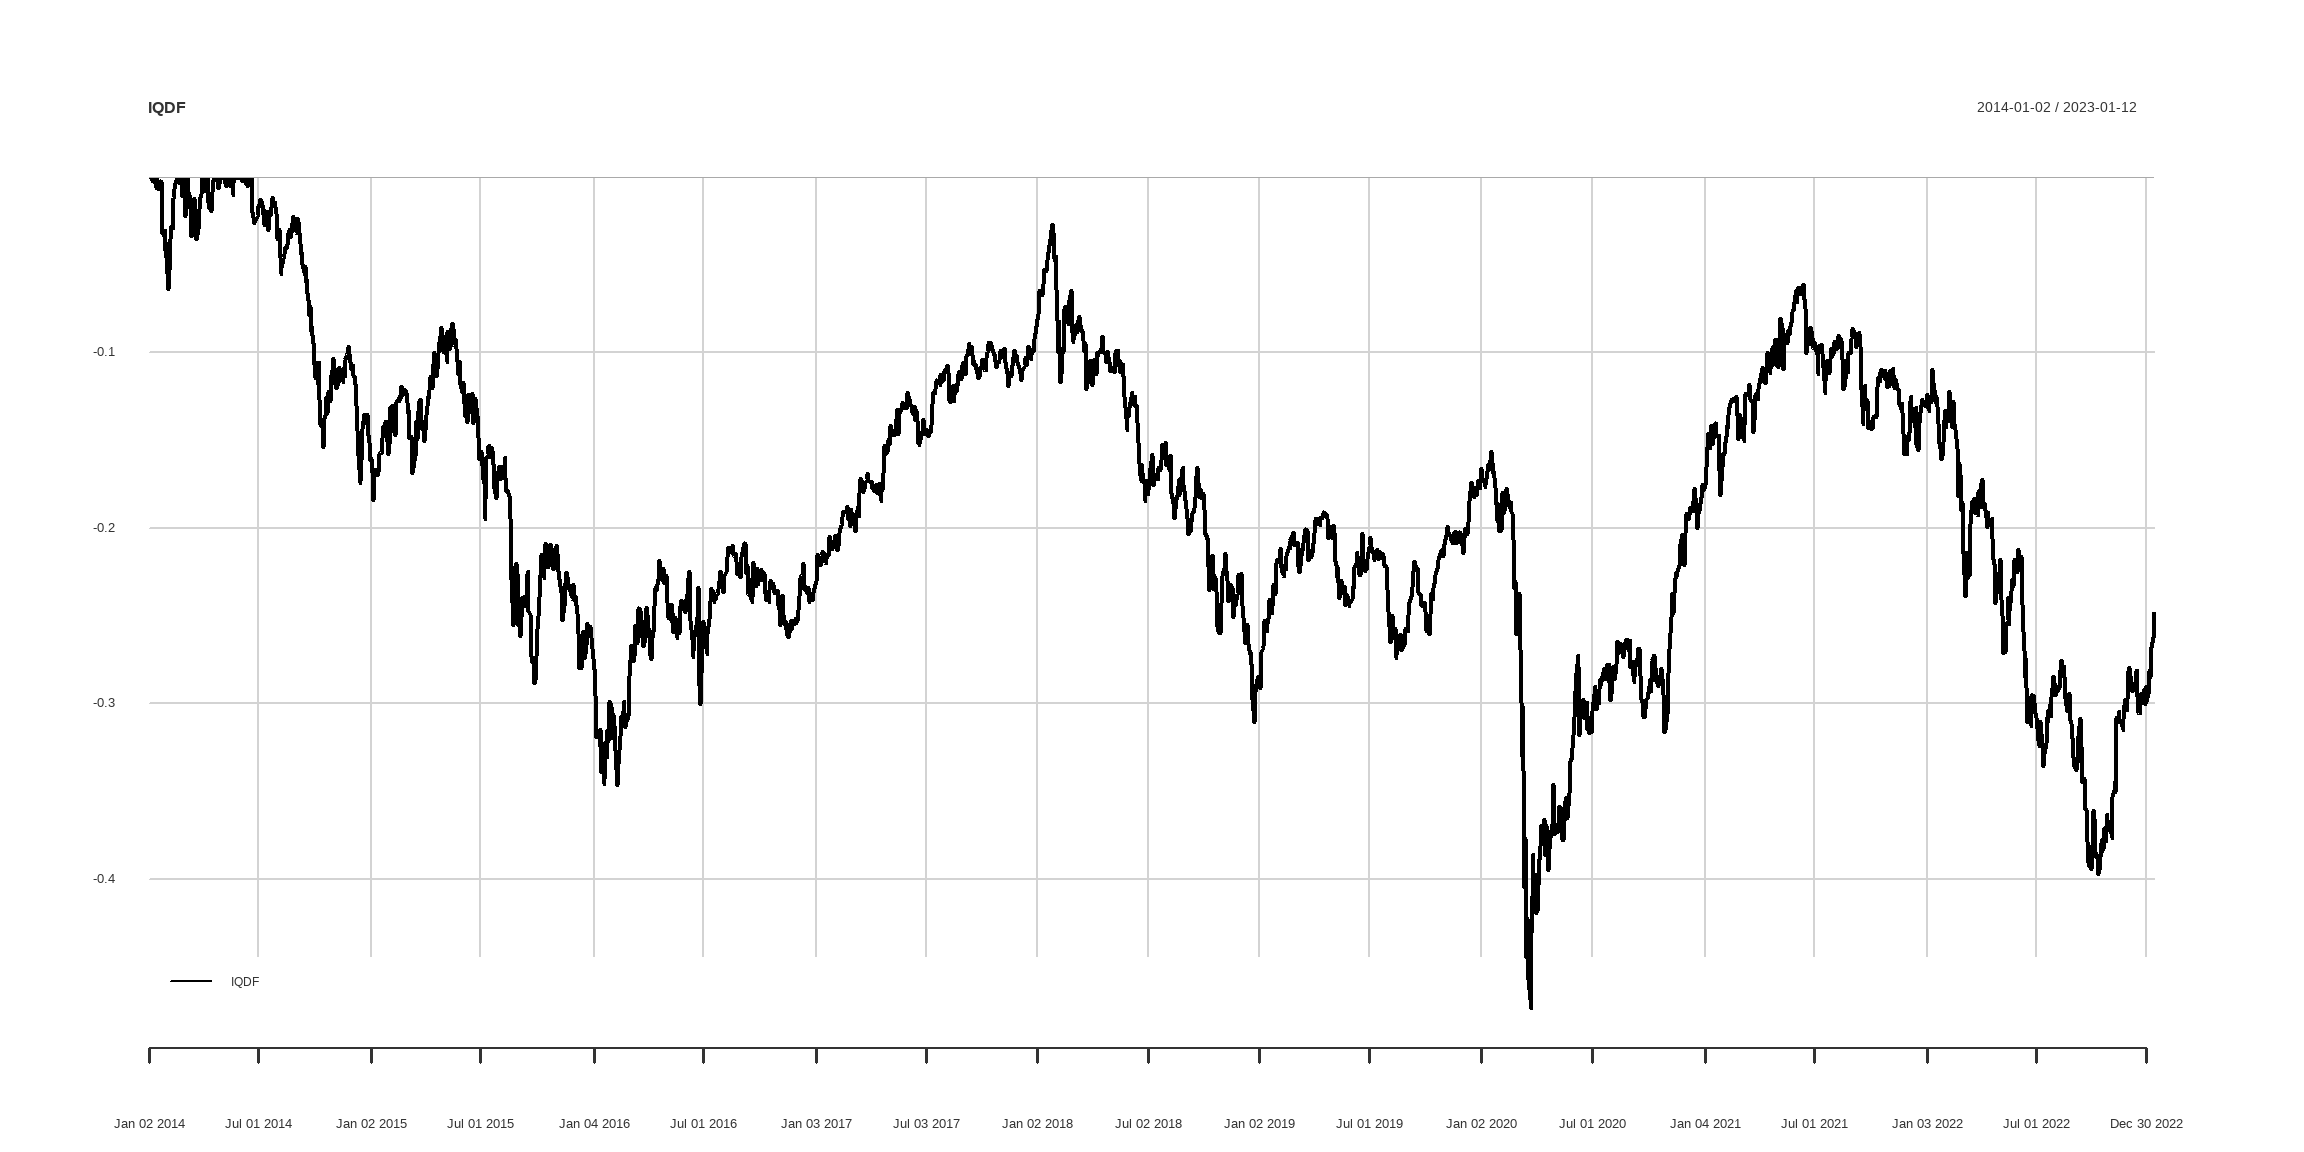 IQDF
2014-01-02 / 2023-01-12
-0.1
-0.2
-0.3
-0.4
IQDF
Jan 02 2014
Jul 01 2014
Jan 02 2015
Jul 01 2015
Jan 04 2016
Jul 01 2016
Jan 03 2017
Jul 03 2017
Jan 02 2018
Jul 02 2018
Jan 02 2019
Jul 01 2019
Jan 02 2020
Jul 01 2020
Jan 04 2021
Jul 01 2021
Jan 03 2022
Jul 01 2022
Dec 30 2022